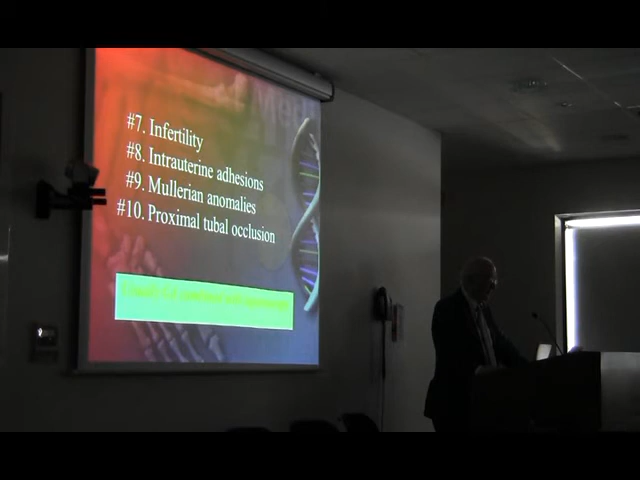 #7. Infertility
#8. Intrauterine adhesions
#9. Mullerian anomalies
#10. Proximal tubal occlusion